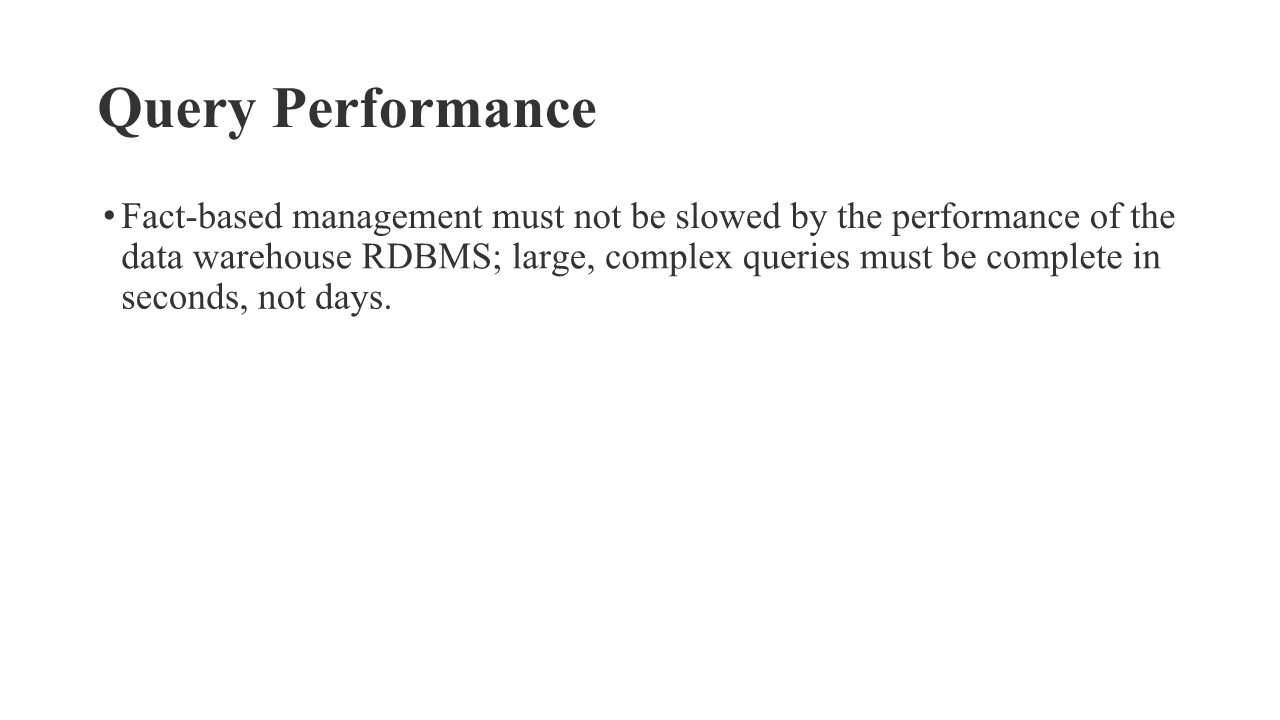 Query Performance
• Fact-based management must not be slowed by the performance of the
data warehouse RDBMS; large, complex queries must be complete in
seconds, not days.